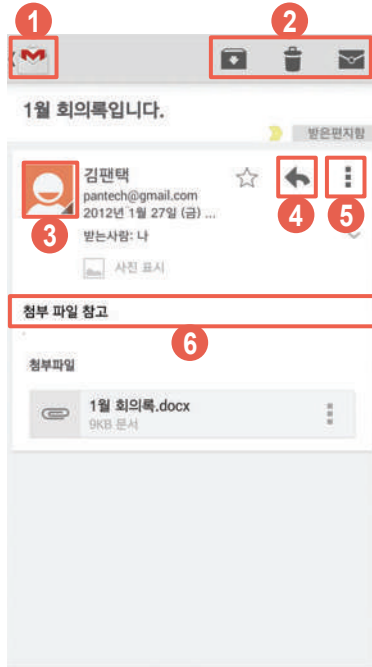 1
2
1월 회의록입니다.
받은편지함
김팬택
pantech@gmail.com
2012년 1월 27일 (금) ...
받는사람: 나
사진 표시
3
4
5
첨부 파일 참고
6
첨부파일
1월 회의록.docx
9KB 문서